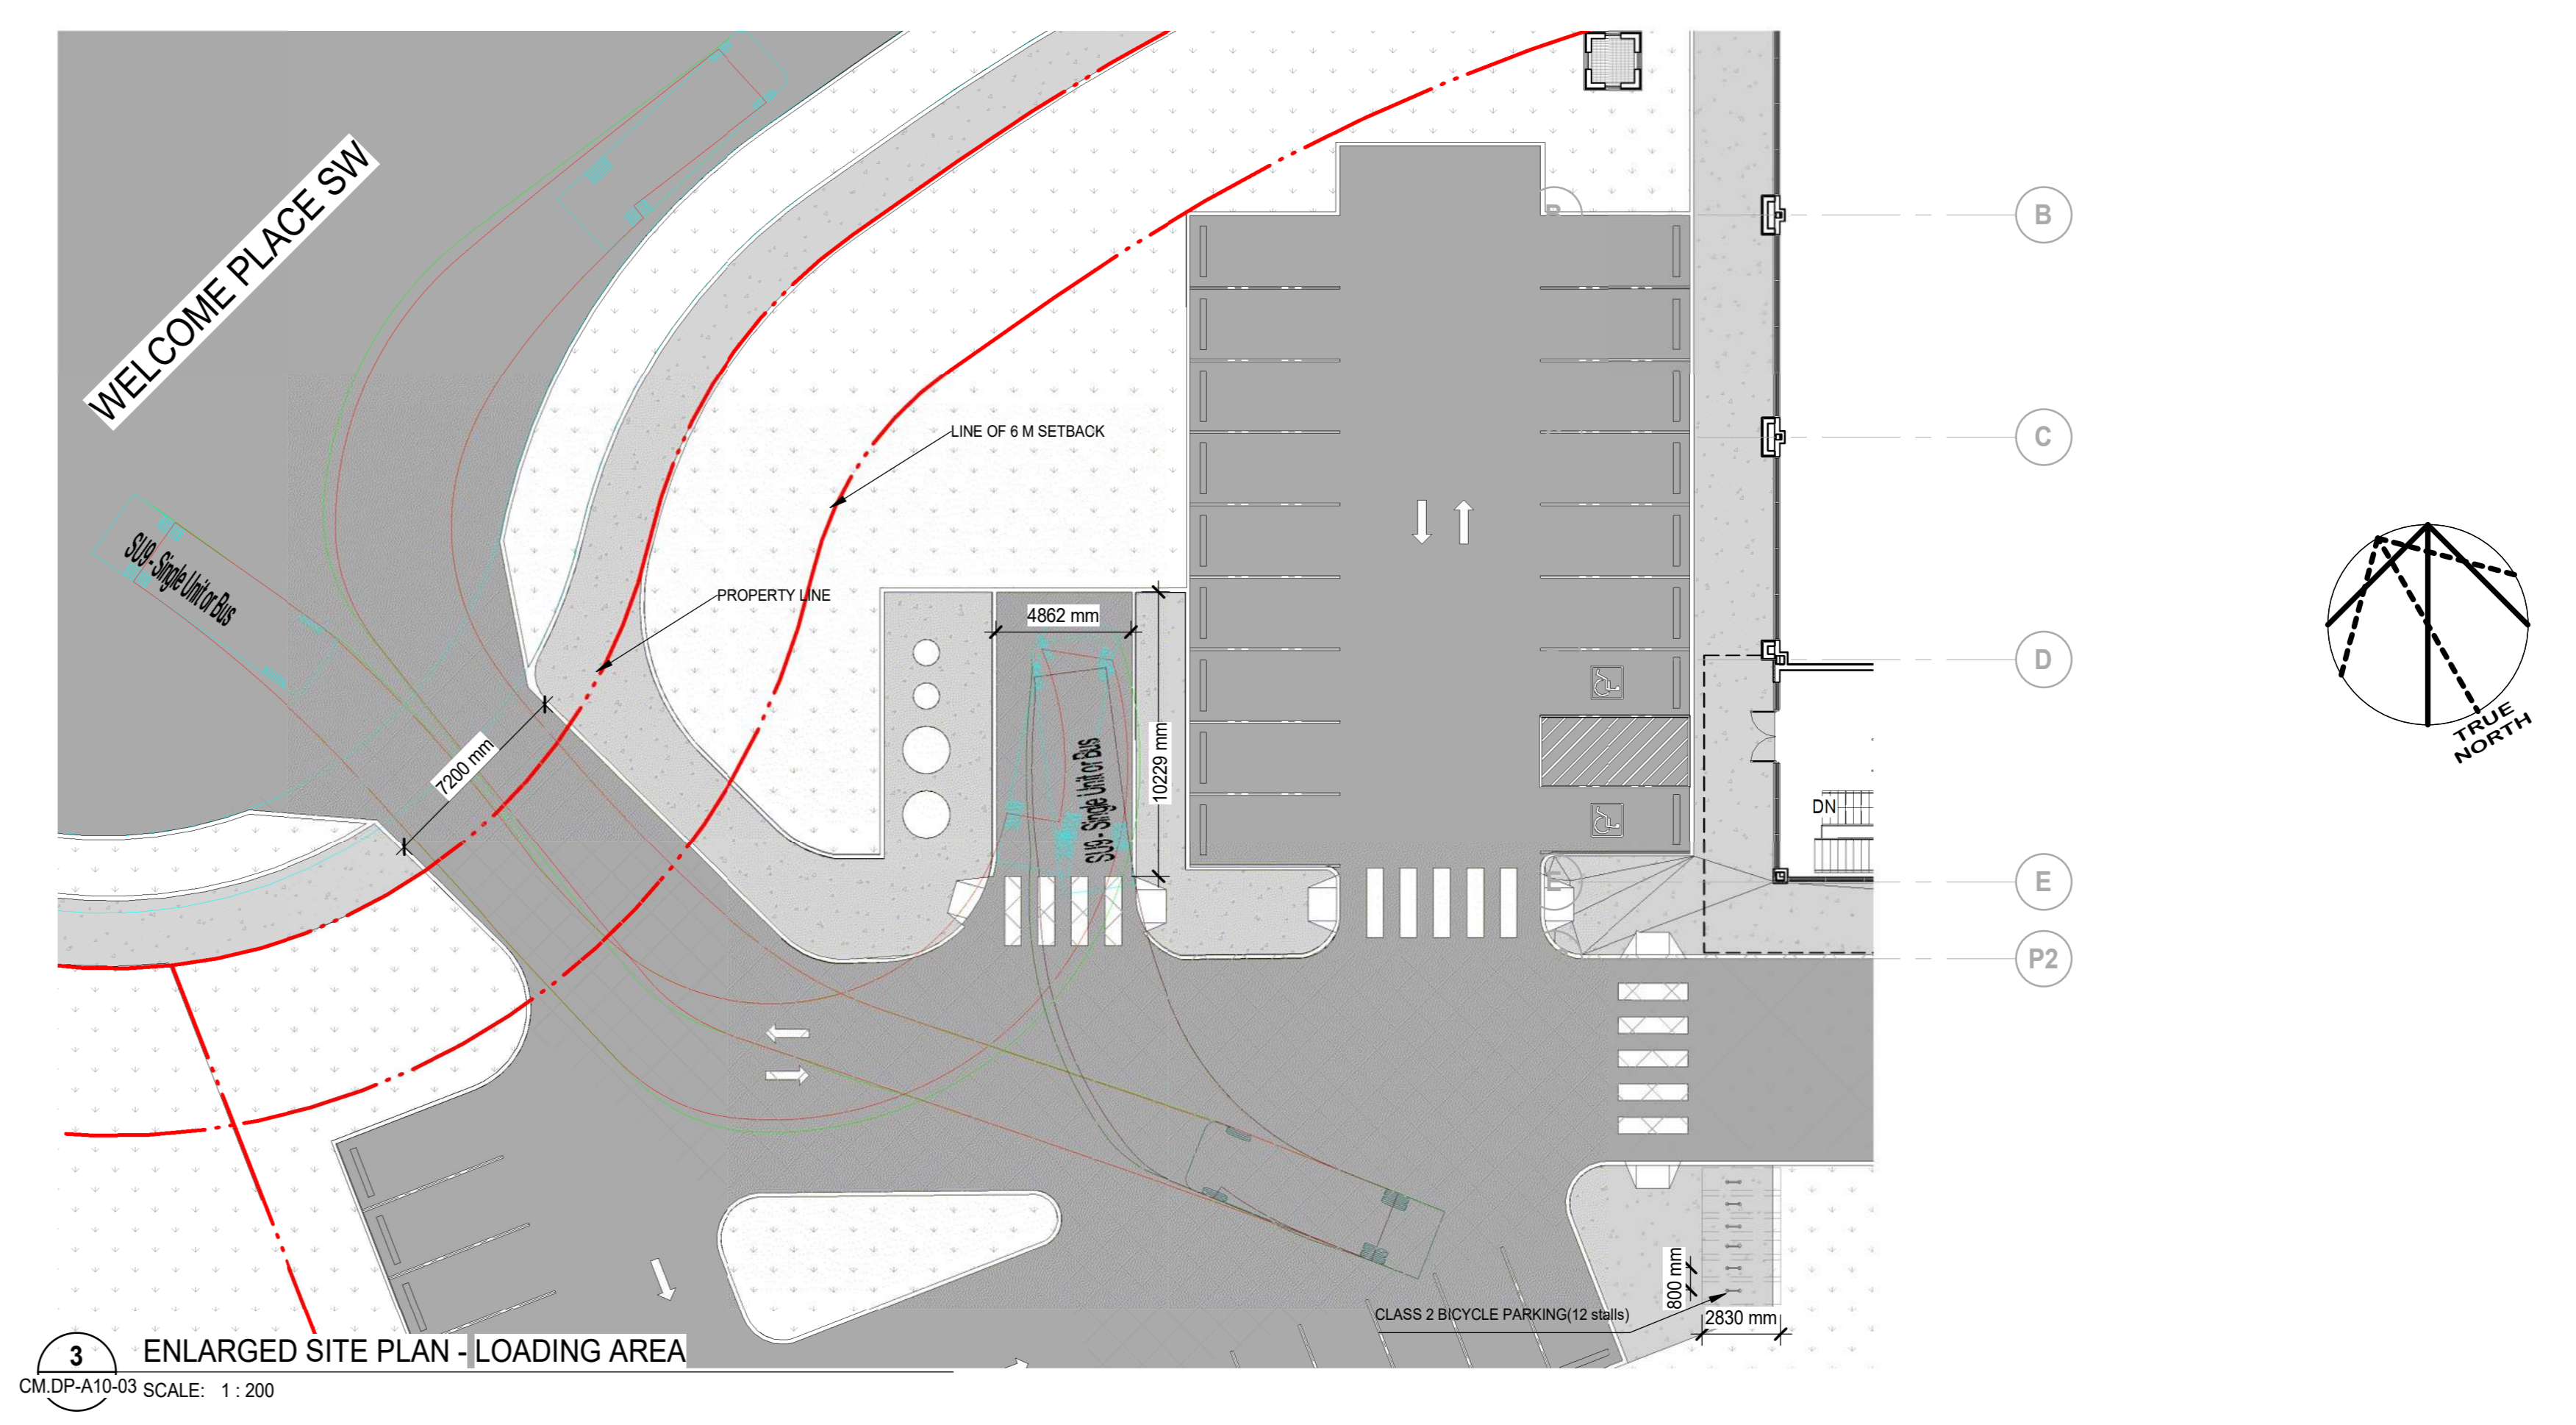 WELCOME PLACE SW
B
C
LINE OF 6 M SETBACK
SU9 - Single Unit or Bus
PROPERTY LINE
4862 mm
D
TRUE
NORTH
7200 mm
10229 mm
SU9 - Single Unit or Bus
DN
E
E
P2
800 mm
CLASS 2 BICYCLE PARKING(12 stalls)
2830 mm
3
ENLARGED SITE PLAN - LOADING AREA
CM.DP-A10-03
SCALE: 1 : 200